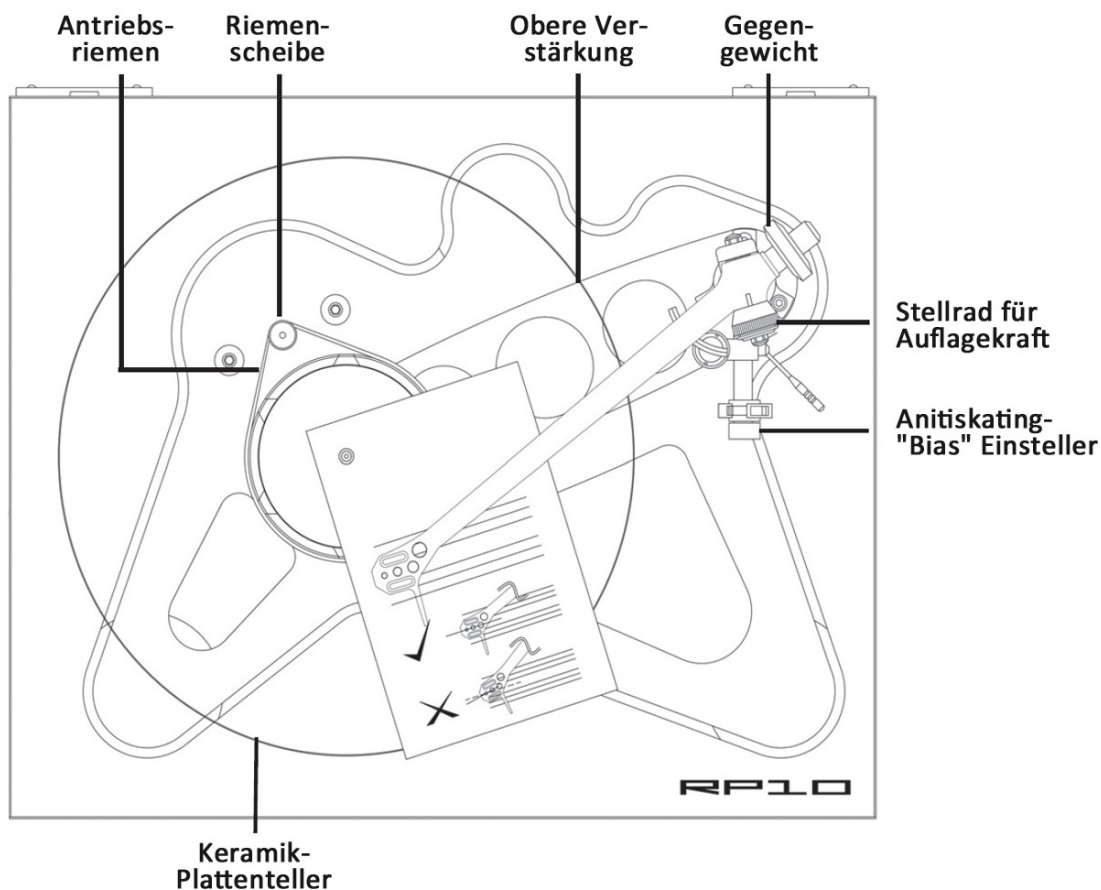 Antriebs-
riemen
Riemen-
scheibe
Obere Ver-
stärkung
Gegen-
gewicht
Stellrad für
Auflagekraft
Anitiskating-
"Bias" Einsteller
RP10
Keramik-
Plattenteller